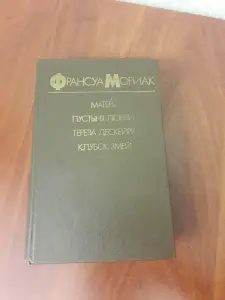 ФРАНСУА МОРИАК
МАТЕРЬ
ПУСТЫНЯ ЛЮБВИ
ТЕРЕЗА ДЕСКЕЙРУ
КЛУБОК ЗМЕЙ